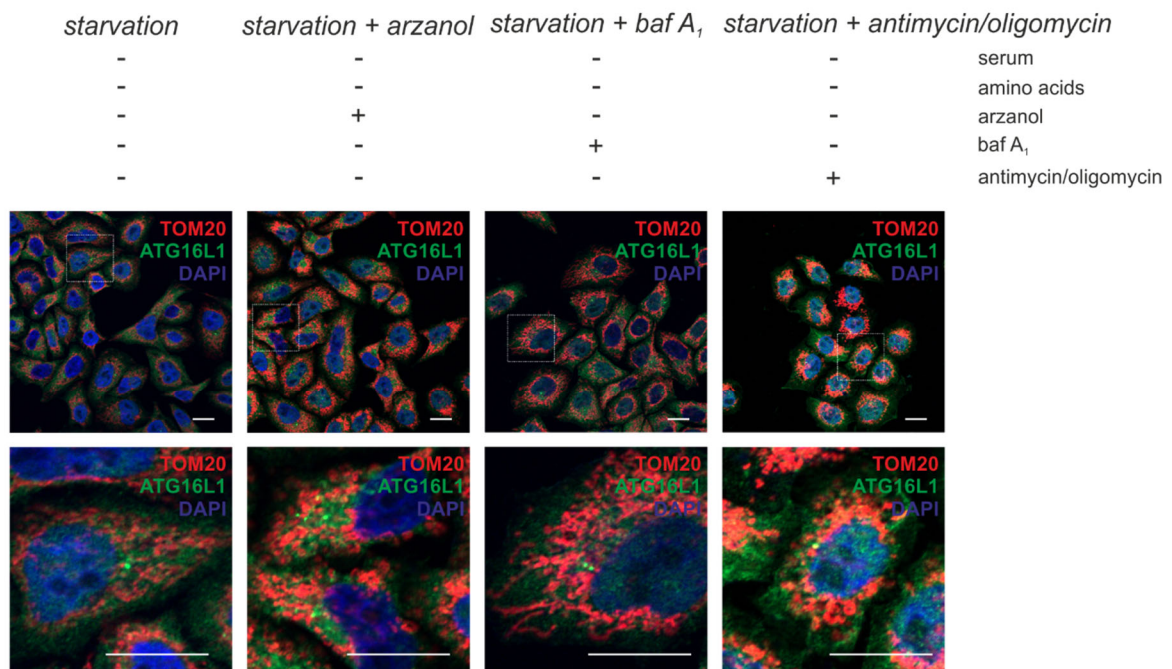 starvation starvation + arzanol starvation + baf A₁ starvation + antimycin/oligomycin
- - - - serum
- - - - amino acids
- + - - arzanol
- - + - baf A₁
- - - + antimycin/oligomycin
TOM20 TOM20 TOM20 TOM20
ATG16L1 ATG16L1 ATG16L1 ATG16L1
DAPI DAPI DAPI DAPI
TOM20 TOM20 TOM20 TOM20
ATG16L1 ATG16L1 ATG16L1 ATG16L1
DAPI DAPI DAPI DAPI